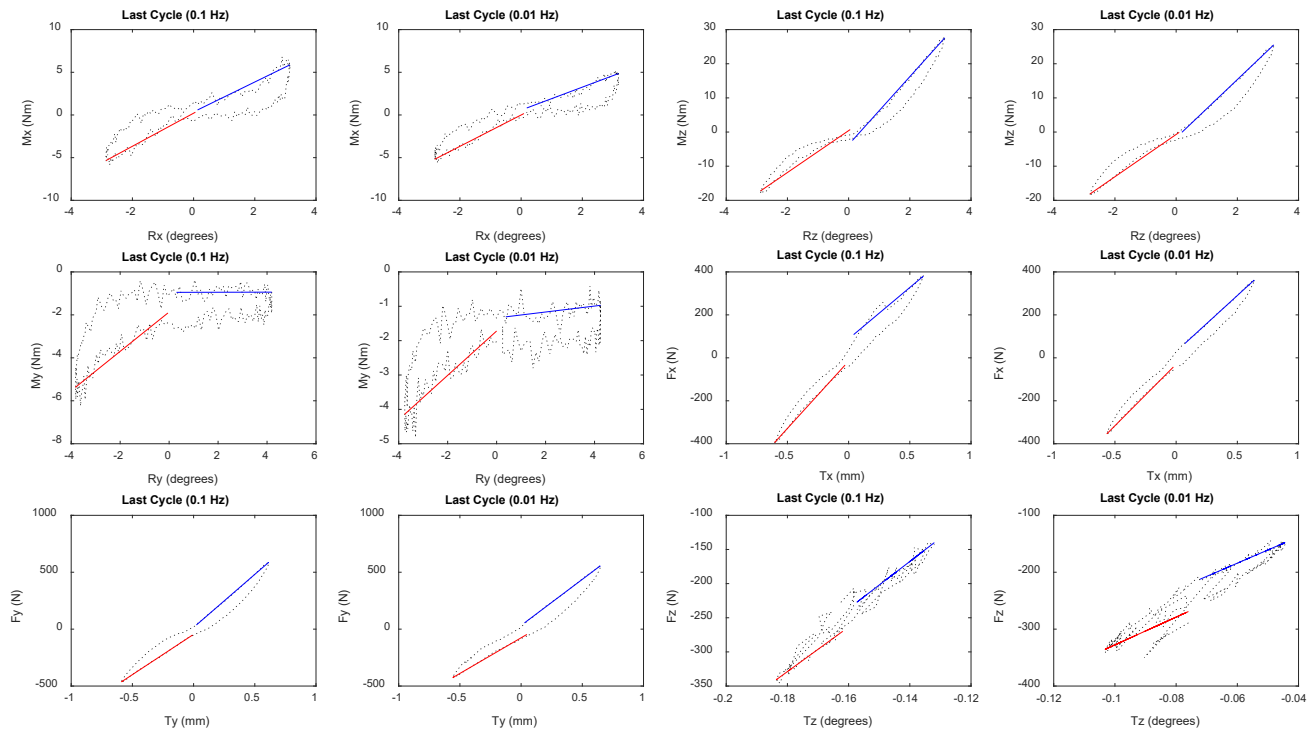 Last Cycle (0.1 Hz)
10
5
0
-5
-10
Mx (Nm)
-4 -2 0 2 4
Rx (degrees)
Last Cycle (0.01 Hz)
10
5
0
-5
-10
Mx (Nm)
-4 -2 0 2 4
Rx (degrees)
Last Cycle (0.1 Hz)
30
20
10
0
-10
-20
Mz (Nm)
-4 -2 0 2 4
Rz (degrees)
Last Cycle (0.01 Hz)
30
20
10
0
-10
-20
Mz (Nm)
-4 -2 0 2 4
Rz (degrees)
Last Cycle (0.1 Hz)
0
-2
-4
-6
-8
My (Nm)
-4 -2 0 2 4 6
Ry (degrees)
Last Cycle (0.01 Hz)
0
-1
-2
-3
-4
-5
My (Nm)
-4 -2 0 2 4 6
Ry (degrees)
Last Cycle (0.1 Hz)
400
200
0
-200
-400
Fx (N)
-1 -0.5 0 0.5 1
Tx (mm)
Last Cycle (0.01 Hz)
400
200
0
-200
-400
Fx (N)
-1 -0.5 0 0.5 1
Tx (mm)
Last Cycle (0.1 Hz)
1000
500
0
-500
Fy (N)
-1 -0.5 0 0.5 1
Ty (mm)
Last Cycle (0.01 Hz)
1000
500
0
-500
Fy (N)
-1 -0.5 0 0.5 1
Ty (mm)
Last Cycle (0.1 Hz)
-100
-150
-200
-250
-300
-350
Fz (N)
-0.2 -0.18 -0.16 -0.14 -0.12
Tz (degrees)
Last Cycle (0.01 Hz)
-100
-200
-300
-400
Fz (N)
-0.12 -0.1 -0.08 -0.06 -0.04
Tz (degrees)